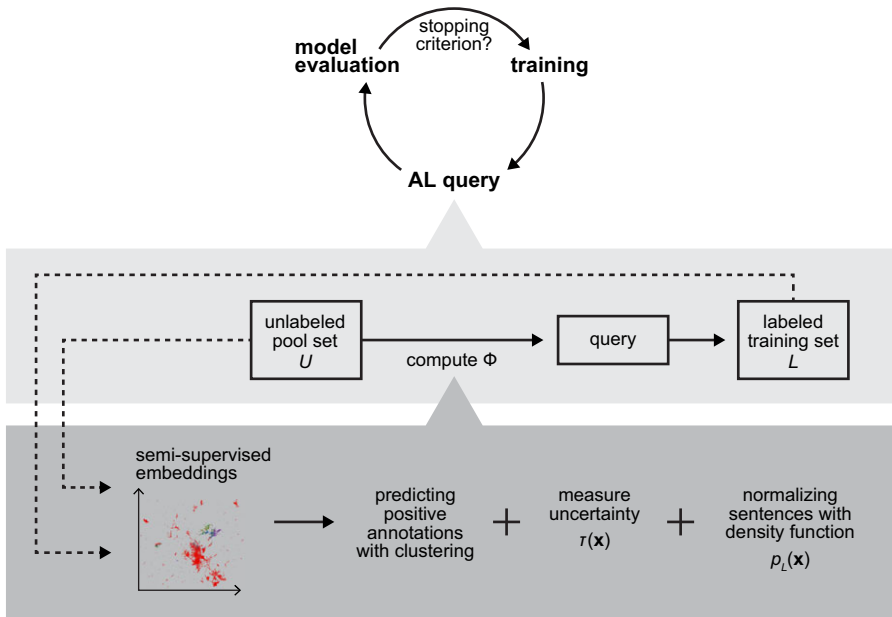 stopping
criterion?
model
evaluation
training
AL query
unlabeled
pool set
U
compute Φ
query
labeled
training set
L
semi-supervised
embeddings
predicting
positive
annotations
with clustering
+
measure
uncertainty
τ(x)
+
normalizing
sentences with
density function
p_L(x)